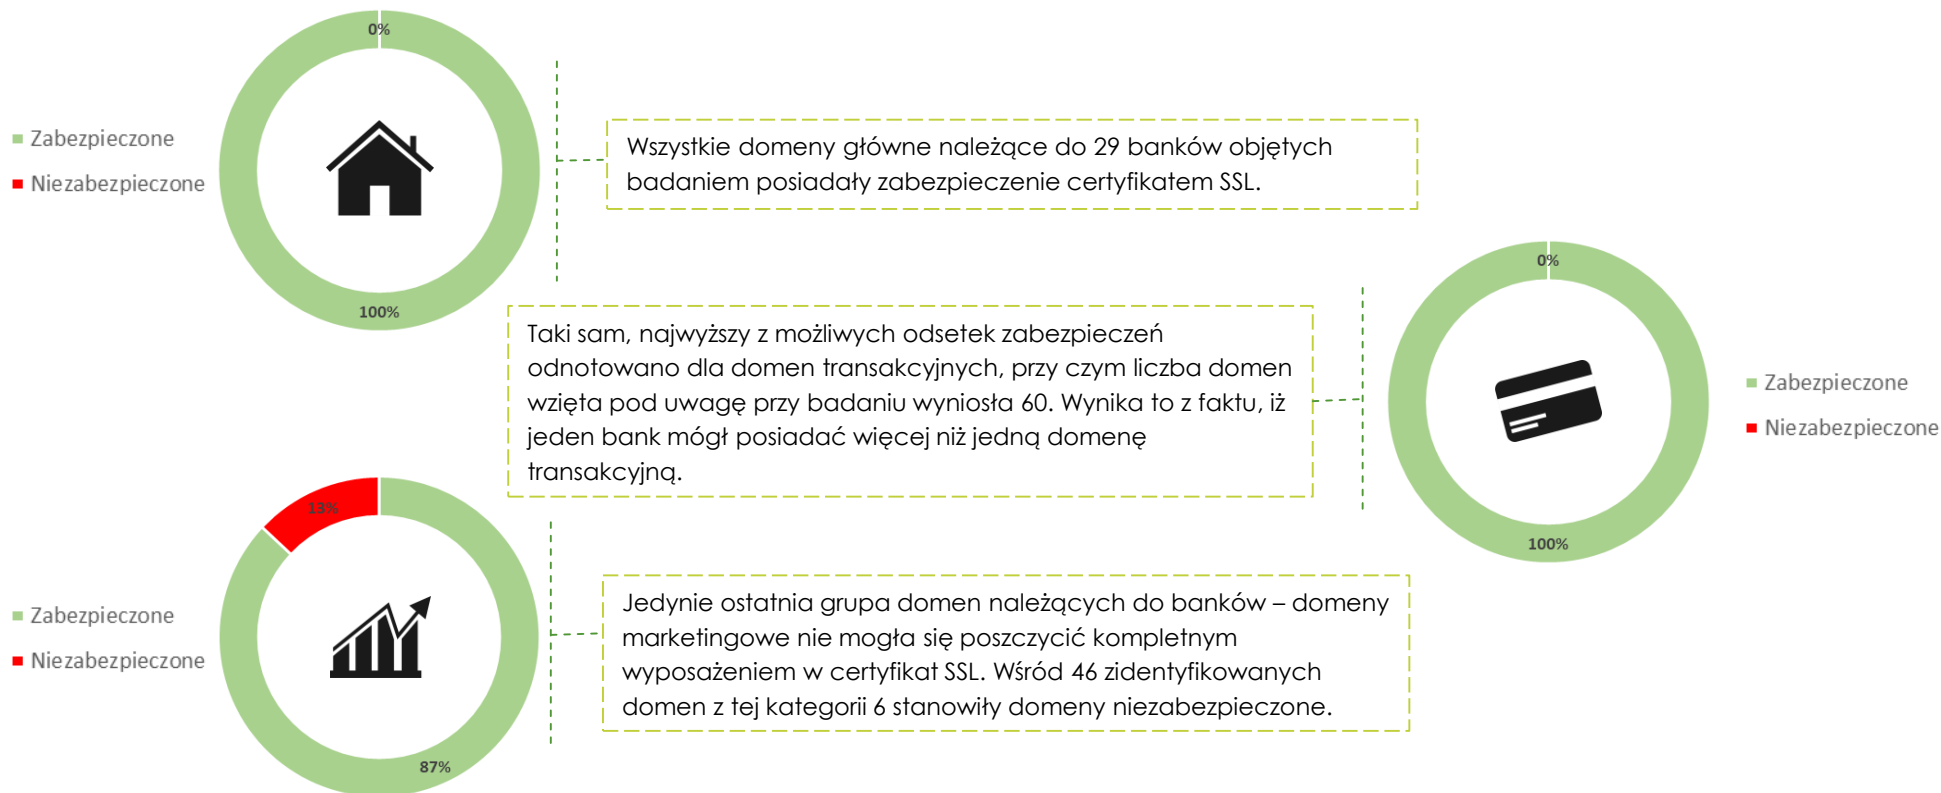 0%
Zabezpieczone
Niezabezpieczone
100%
Wszystkie domeny główne należące do 29 banków objętych
badaniem posiadały zabezpieczenie certyfikatem SSL.
Taki sam, najwyższy z możliwych odsetek zabezpieczeń
odnotowano dla domen transakcyjnych, przy czym liczba domen
wzięta pod uwagę przy badaniu wyniosła 60. Wynika to z faktu, iż
jeden bank mógł posiadać więcej niż jedną domenę
transakcyjną.
0%
Zabezpieczone
Niezabezpieczone
100%
13%
Zabezpieczone
Niezabezpieczone
87%
Jedynie ostatnia grupa domen należących do banków – domeny
marketingowe nie mogła się poszczycić kompletnym
wyposażeniem w certyfikat SSL. Wśród 46 zidentyfikowanych
domen z tej kategorii 6 stanowiły domeny niezabezpieczone.